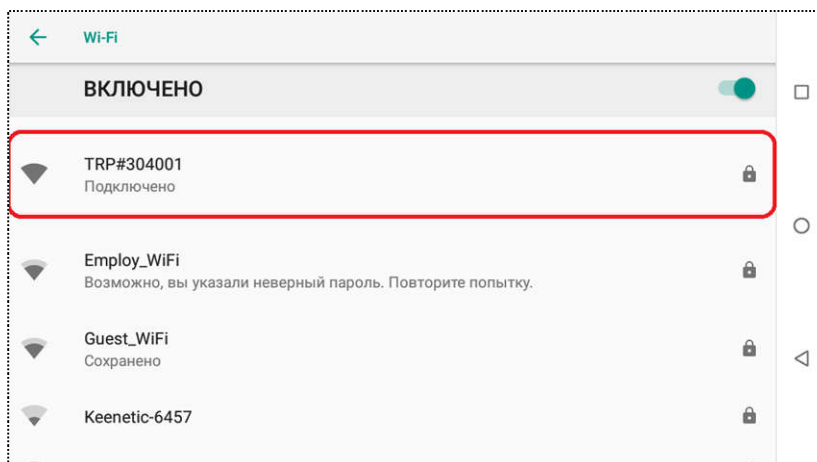 Wi-Fi
ВКЛЮЧЕНО
TRP#304001
Подключено
Employ_WiFi
Возможно, вы указали неверный пароль. Повторите попытку.
Guest_WiFi
Сохранено
Keenetic-6457